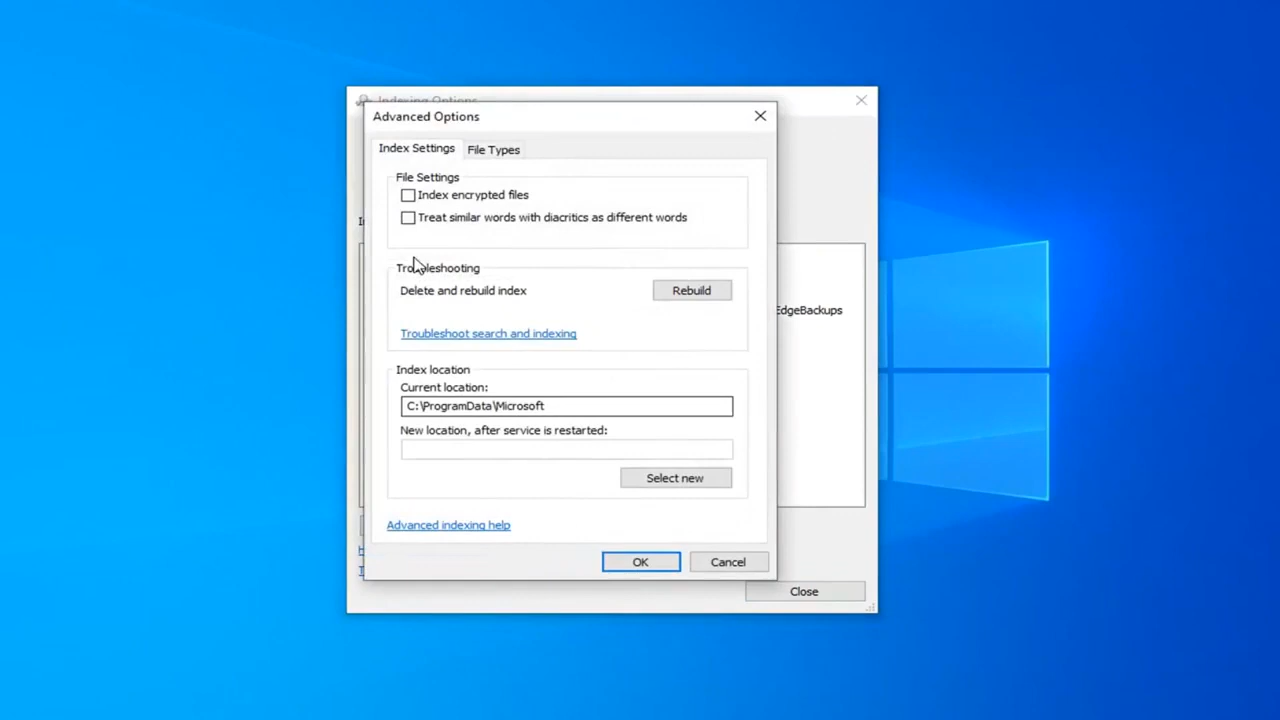 Indexing Options
Advanced Options
Index Settings
File Types
File Settings
Index encrypted files
Treat similar words with diacritics as different words
Troubleshooting
Delete and rebuild index
Rebuild
EdgeBackups
Troubleshoot search and indexing
Index location
Current location:
C:\ProgramData\Microsoft
New location, after service is restarted:
Select new
Advanced indexing help
OK
Cancel
Close